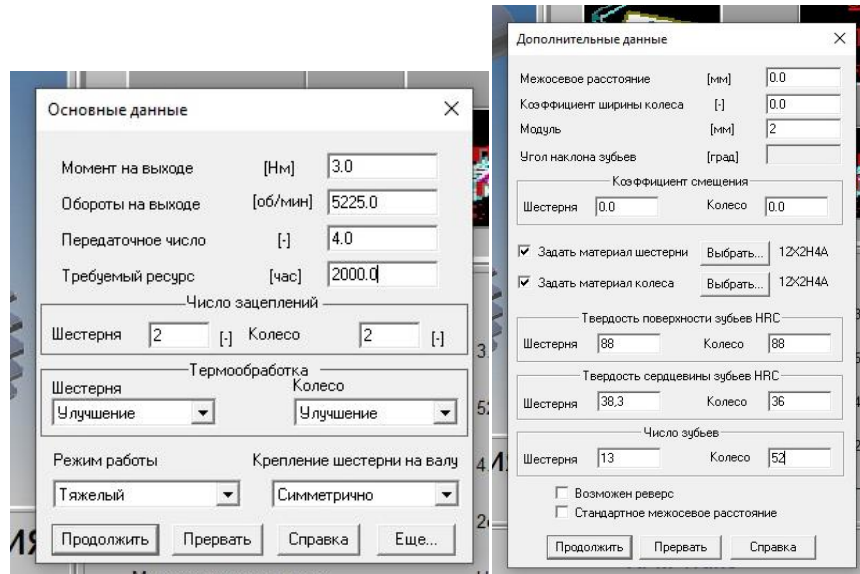 Основные данные
Момент на выходе [Нм] 3.0
Обороты на выходе [об/мин] 5225.0
Передаточное число [-] 4.0
Требуемый ресурс [час] 2000.0
Число зацеплений
Шестерня 2 [-] Колесо 2 [-]
Термообработка
Шестерня Колесо
Улучшение Улучшение
Режим работы Крепление шестерни на валу
Тяжелый Симметрично
Продолжить Прервать Справка Еще...
Дополнительные данные
Межосевое расстояние [мм] 0.0
Коэффициент ширины колеса [-] 0.0
Модуль [мм] 2
Угол наклона зубьев [град]
Коэффициент смещения
Шестерня 0.0 Колесо 0.0
Задать материал шестерни Выбрать... 12Х2Н4А
Задать материал колеса Выбрать... 12Х2Н4А
Твердость поверхности зубьев HRC
Шестерня 88 Колесо 88
Твердость сердцевины зубьев HRC
Шестерня 38,3 Колесо 36
Число зубьев
Шестерня 13 Колесо 52
Возможен реверс
Стандартное межосевое расстояние
Продолжить Прервать Справка